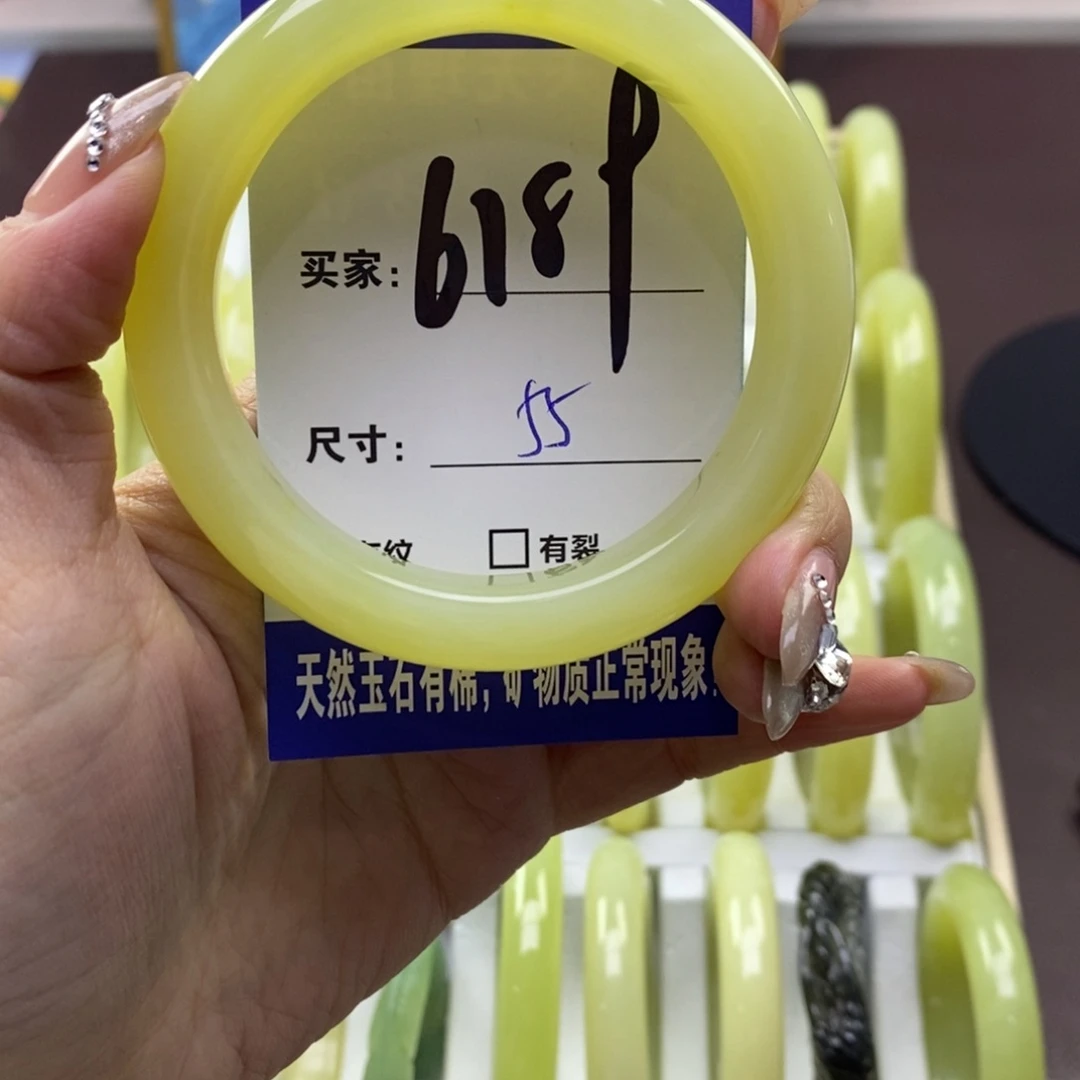 买家: 618
尺寸: 55
纹 □有裂
天然玉石有棉,矿物质正常现象!